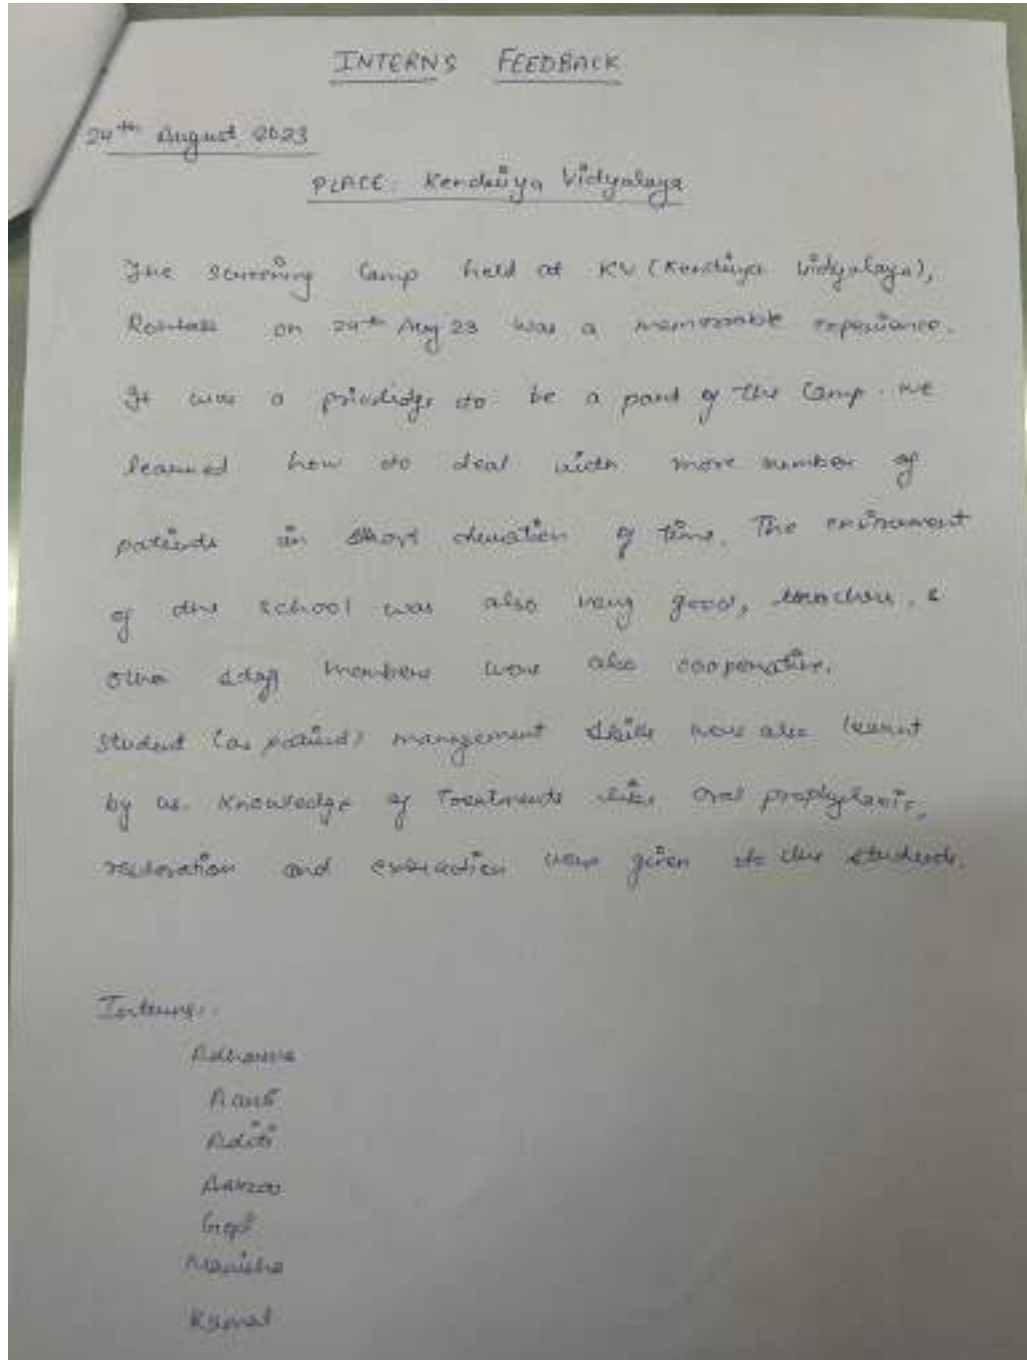 INTERNS FEEDBACK
24th August 2023
PLACE: Kendriya Vidyalaya
The screening Camp held at KV (Kendriya Vidyalaya),
on 24th Aug 23 was a memorable experience.
It was a to be a part of the Camp. We
learned how to deal with more number of
patients in short duration of time. The
of the school was also very good, teachers, &
other staff members were also cooperative.
Student (as patient) management skills were also learnt
by us. Knowledge of Treatments like oral prophylaxis,
restoration and extraction were given to the students.
Interns:
Aditi
Aarzoo
Manisha
Komal